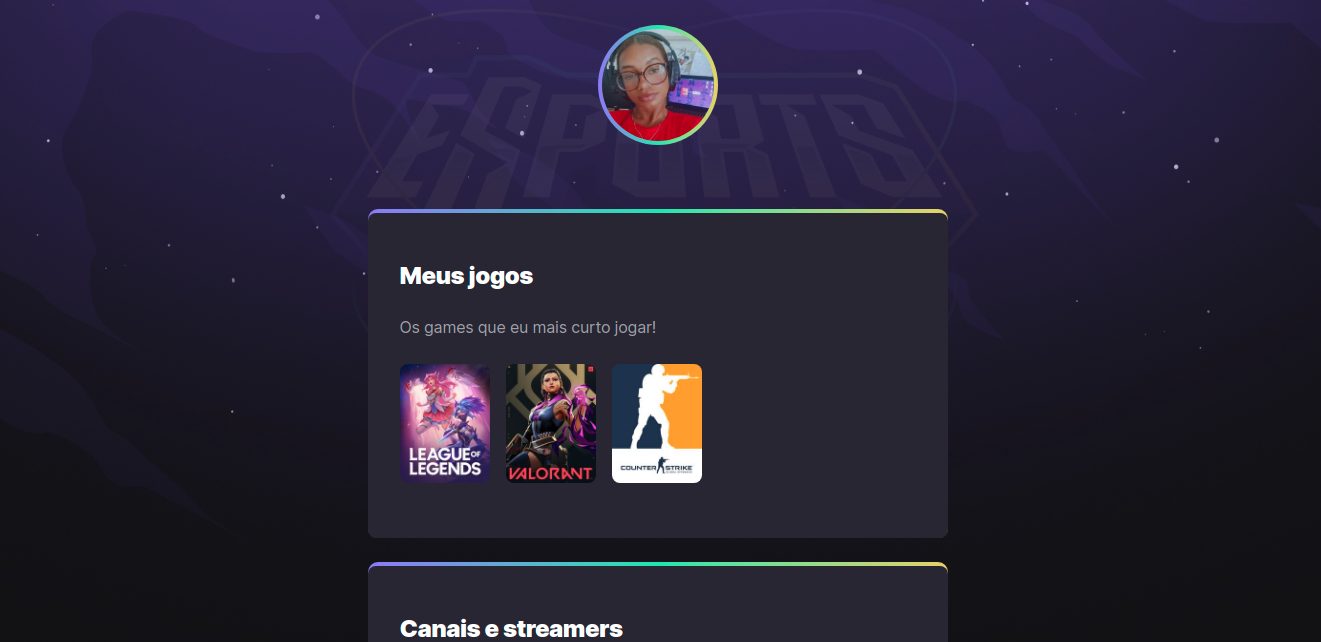 ESPORTS
Meus jogos
Os games que eu mais curto jogar!
LEAGUE OF
LEGENDS
VALORANT
COUNTER STRIKE
Canais e streamers